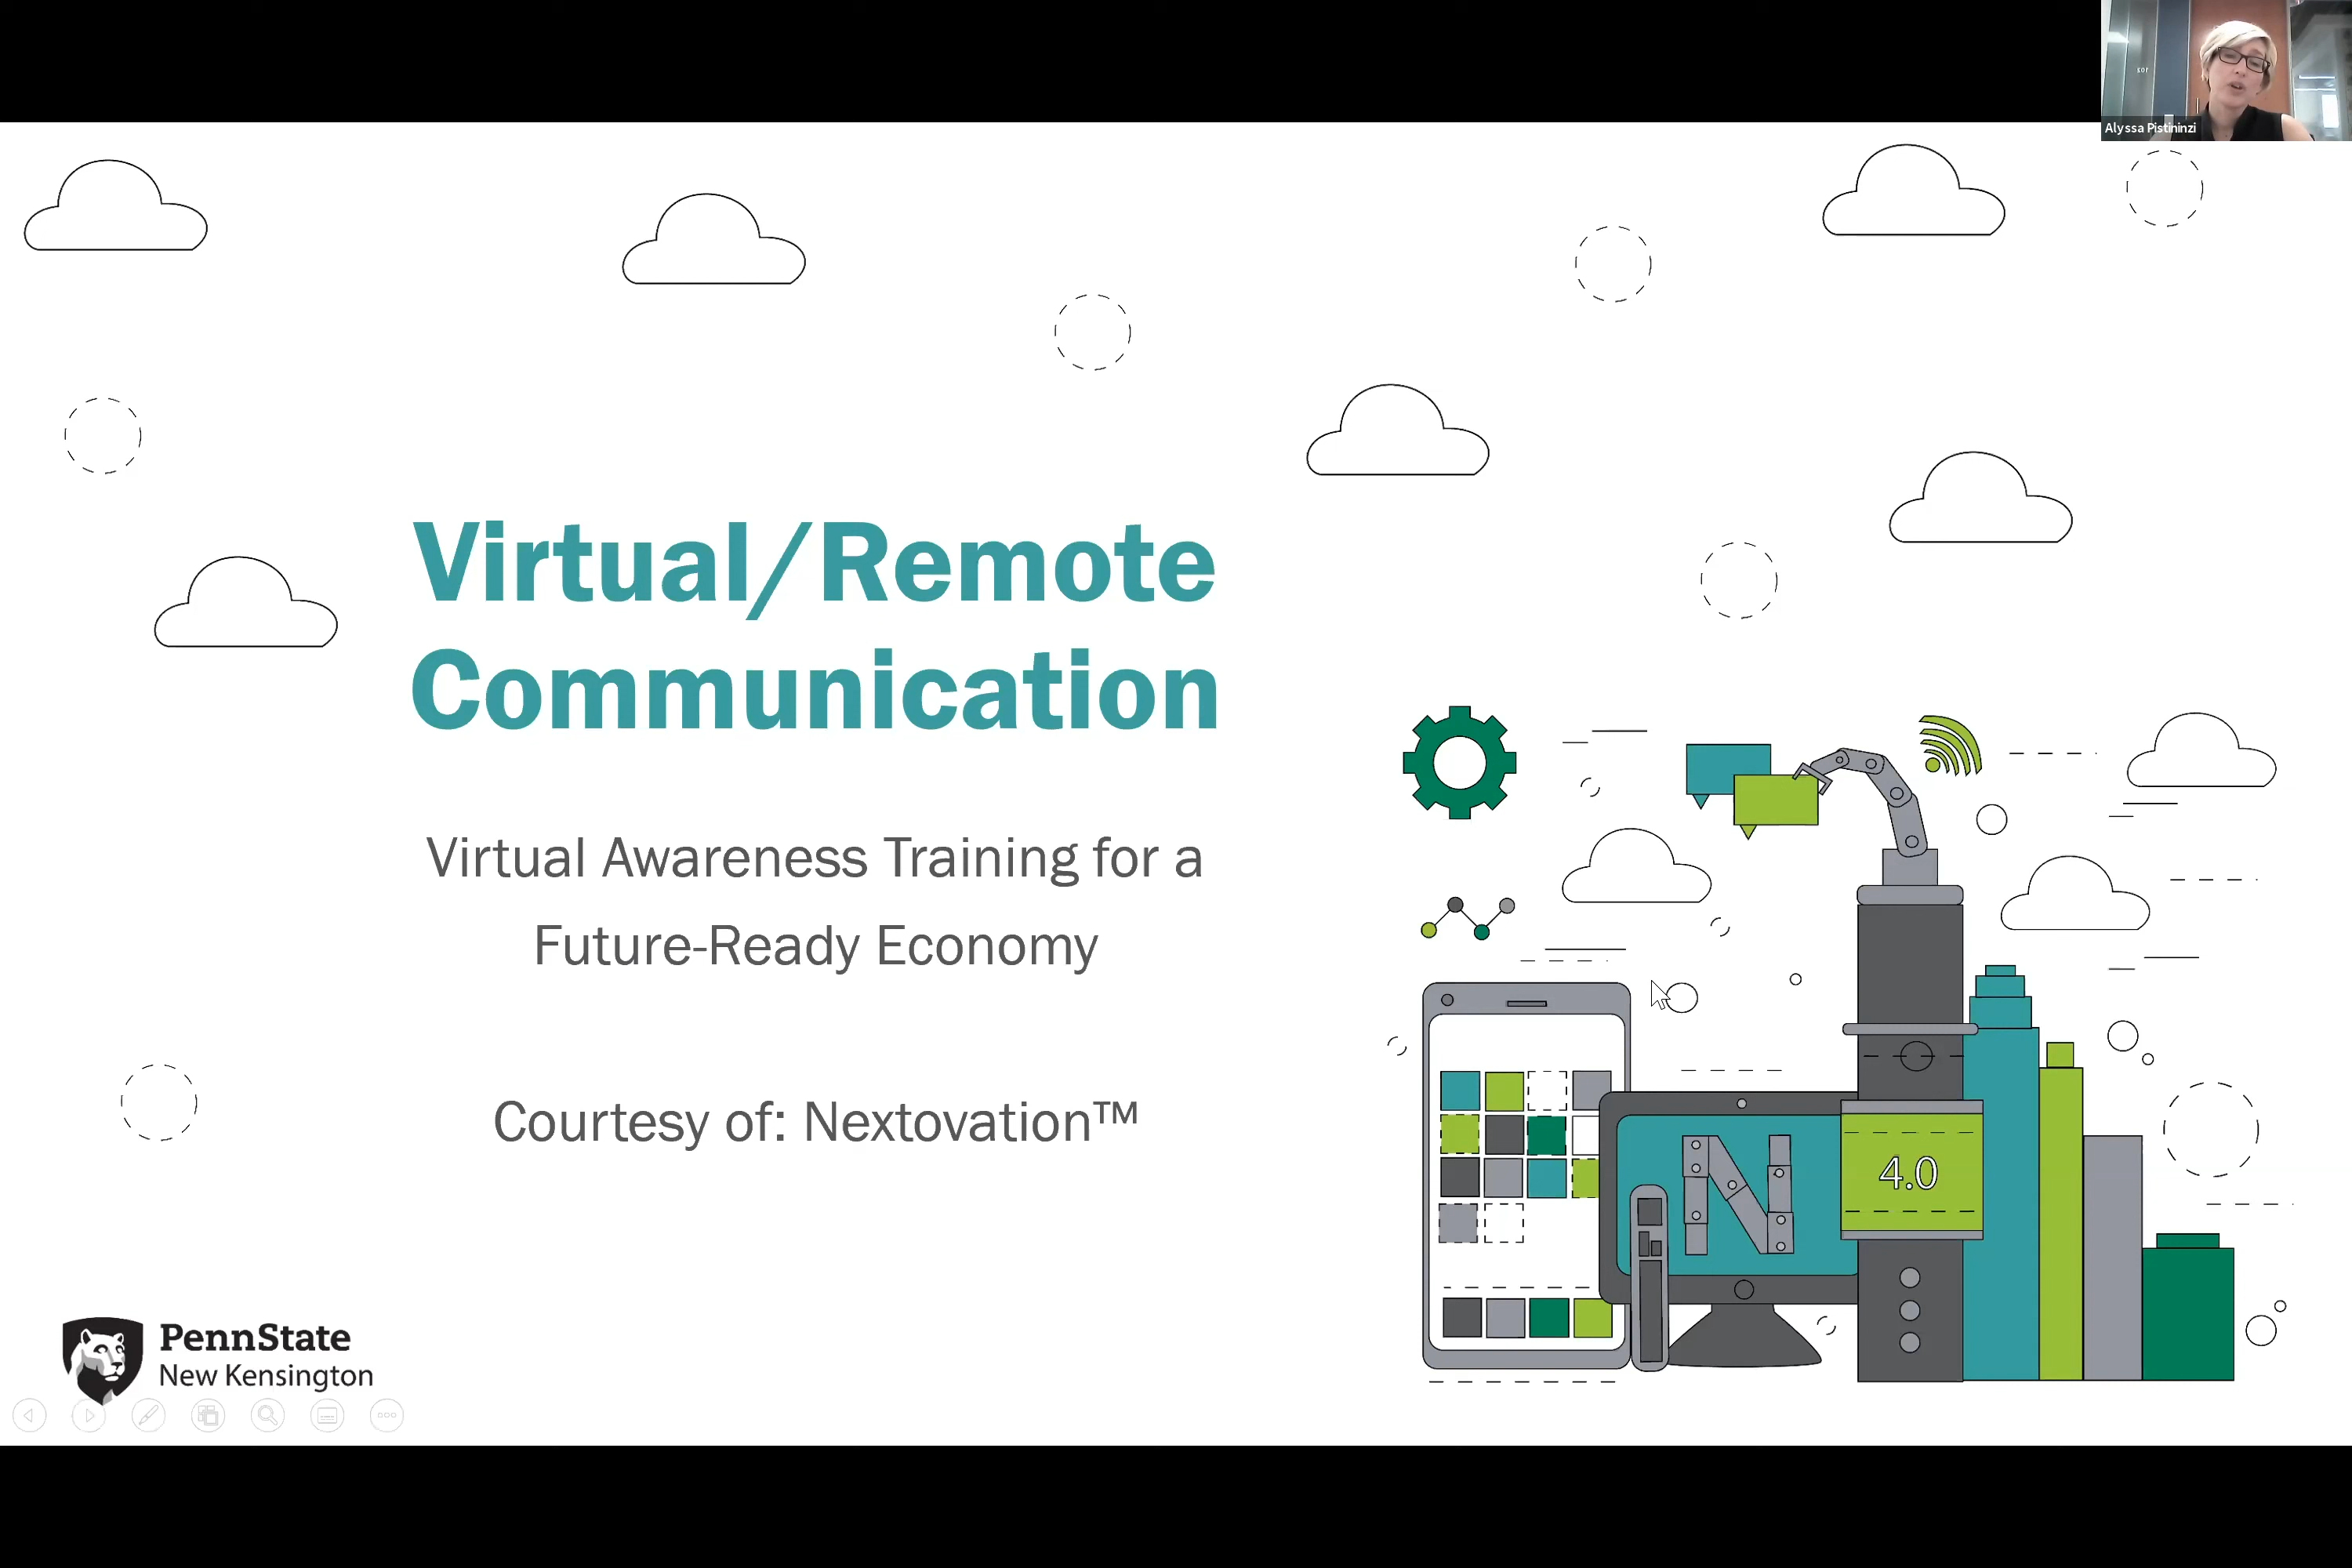 Alyssa Pistininzi
Virtual/Remote
Communication
Virtual Awareness Training for a
Future-Ready Economy
Courtesy of: Nextovation™
4.0
N
PennState
New Kensington